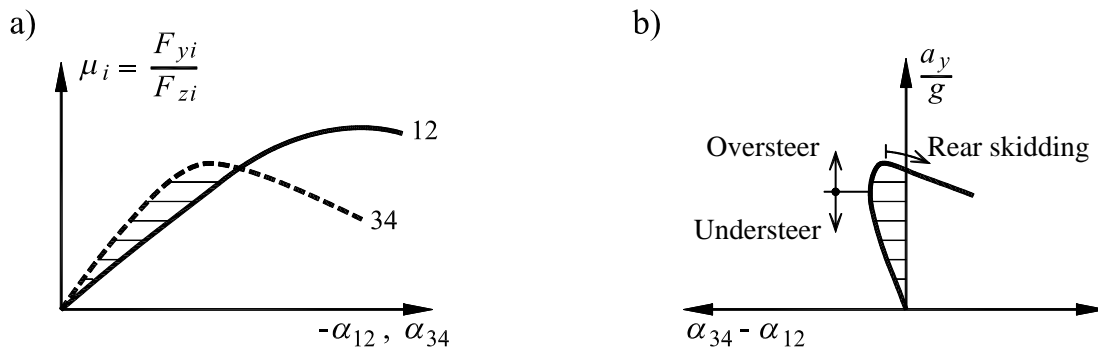 a)
μ_i = F_yi / F_zi
12
34
-α_12 , α_34
b)
a_y / g
Oversteer
Rear skidding
Understeer
α_34 - α_12